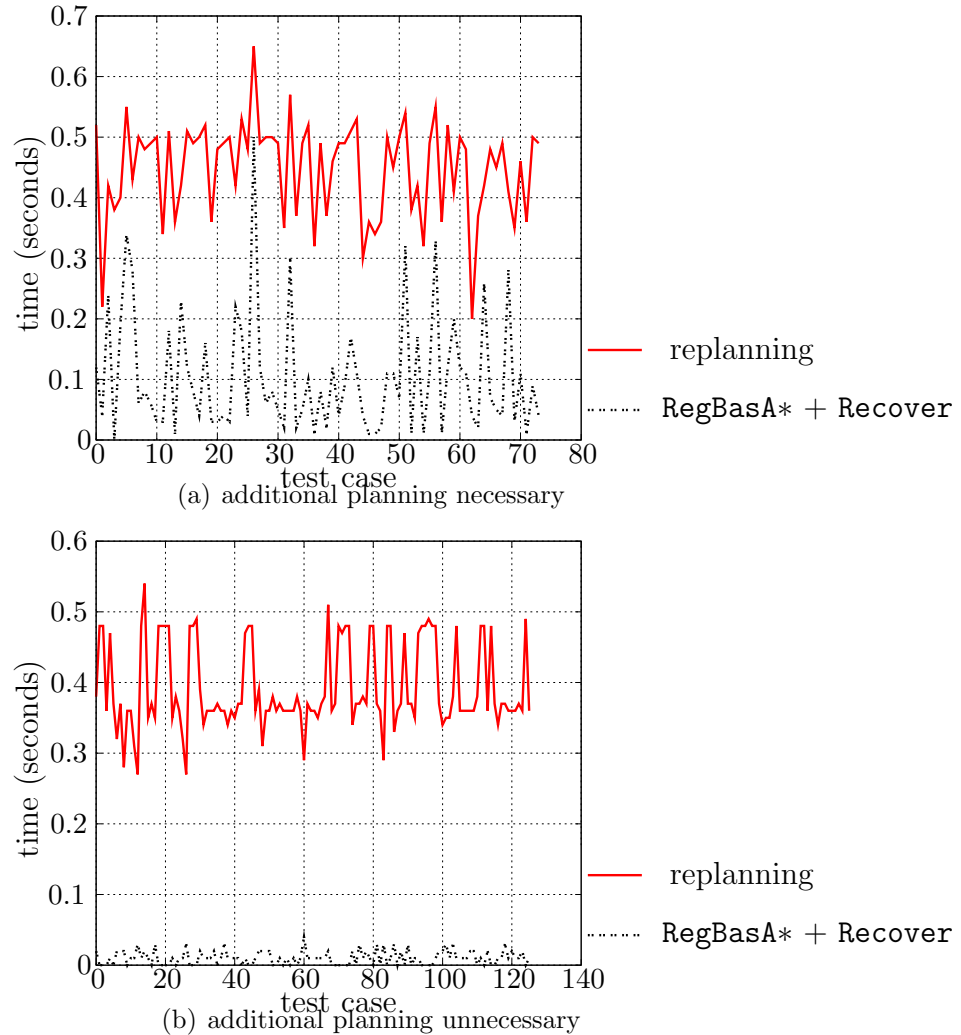 0.7
0.6
0.5
0.4
0.3
0.2
0.1
0
time (seconds)
0 10 20 30 40 50 60 70 80
test case
(a) additional planning necessary
replanning
RegBasA* + Recover
0.6
0.5
0.4
0.3
0.2
0.1
0
time (seconds)
0 20 40 60 80 100 120 140
test case
(b) additional planning unnecessary
replanning
RegBasA* + Recover